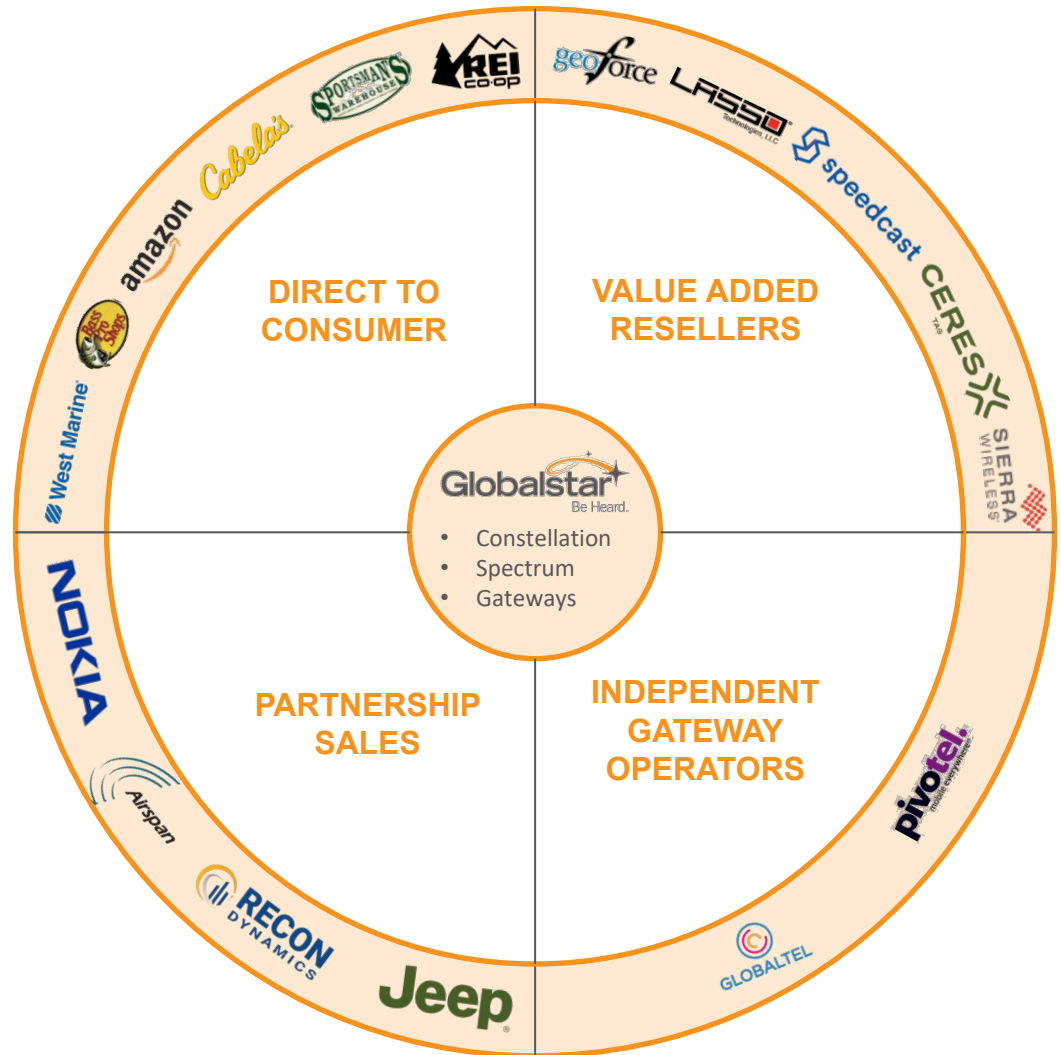 SPORTSMAN'S
WAREHOUSE
REI
CO·OP
Cabela's
amazon
Bass
Pro
Shops
West Marine
geoforce
LASSO
Technologies, LLC
speedcast
CERES
TAG
SIERRA
WIRELESS
DIRECT TO
CONSUMER
VALUE ADDED
RESELLERS
Globalstar
Be Heard.
• Constellation
• Spectrum
• Gateways
PARTNERSHIP
SALES
INDEPENDENT
GATEWAY
OPERATORS
NOKIA
Airspan
RECON
DYNAMICS
Jeep
pivotel.
mobile everywhere
GLOBALTEL